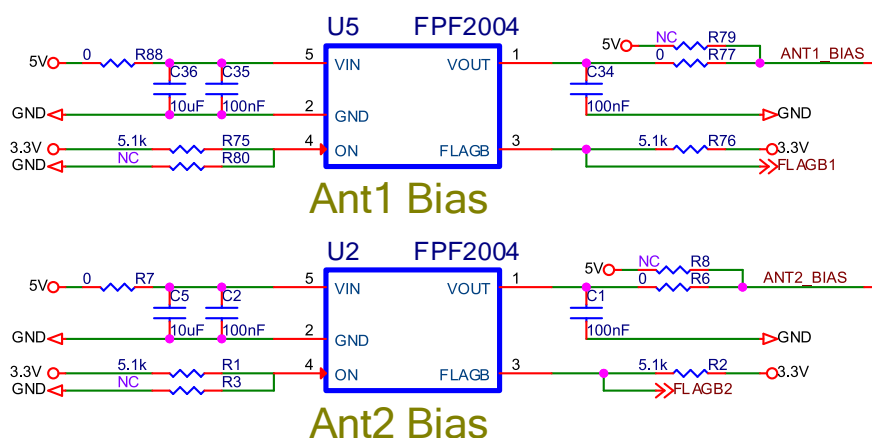 U5 FPF2004
5V 0 R88 5 VIN VOUT 1 5V NC R79
0 R77 ANT1_BIAS
C36 C35 C34
10uF 100nF 100nF
GND 2 GND GND
3.3V 5.1k R75 4 ON FLAGB 3 5.1k R76 3.3V
GND NC R80 FLAGB1
Ant1 Bias
U2 FPF2004
5V 0 R7 5 VIN VOUT 1 5V NC R8
0 R6 ANT2_BIAS
C5 C2 C1
10uF 100nF 100nF
GND 2 GND GND
3.3V 5.1k R1 4 ON FLAGB 3 5.1k R2 3.3V
GND NC R3 FLAGB2
Ant2 Bias